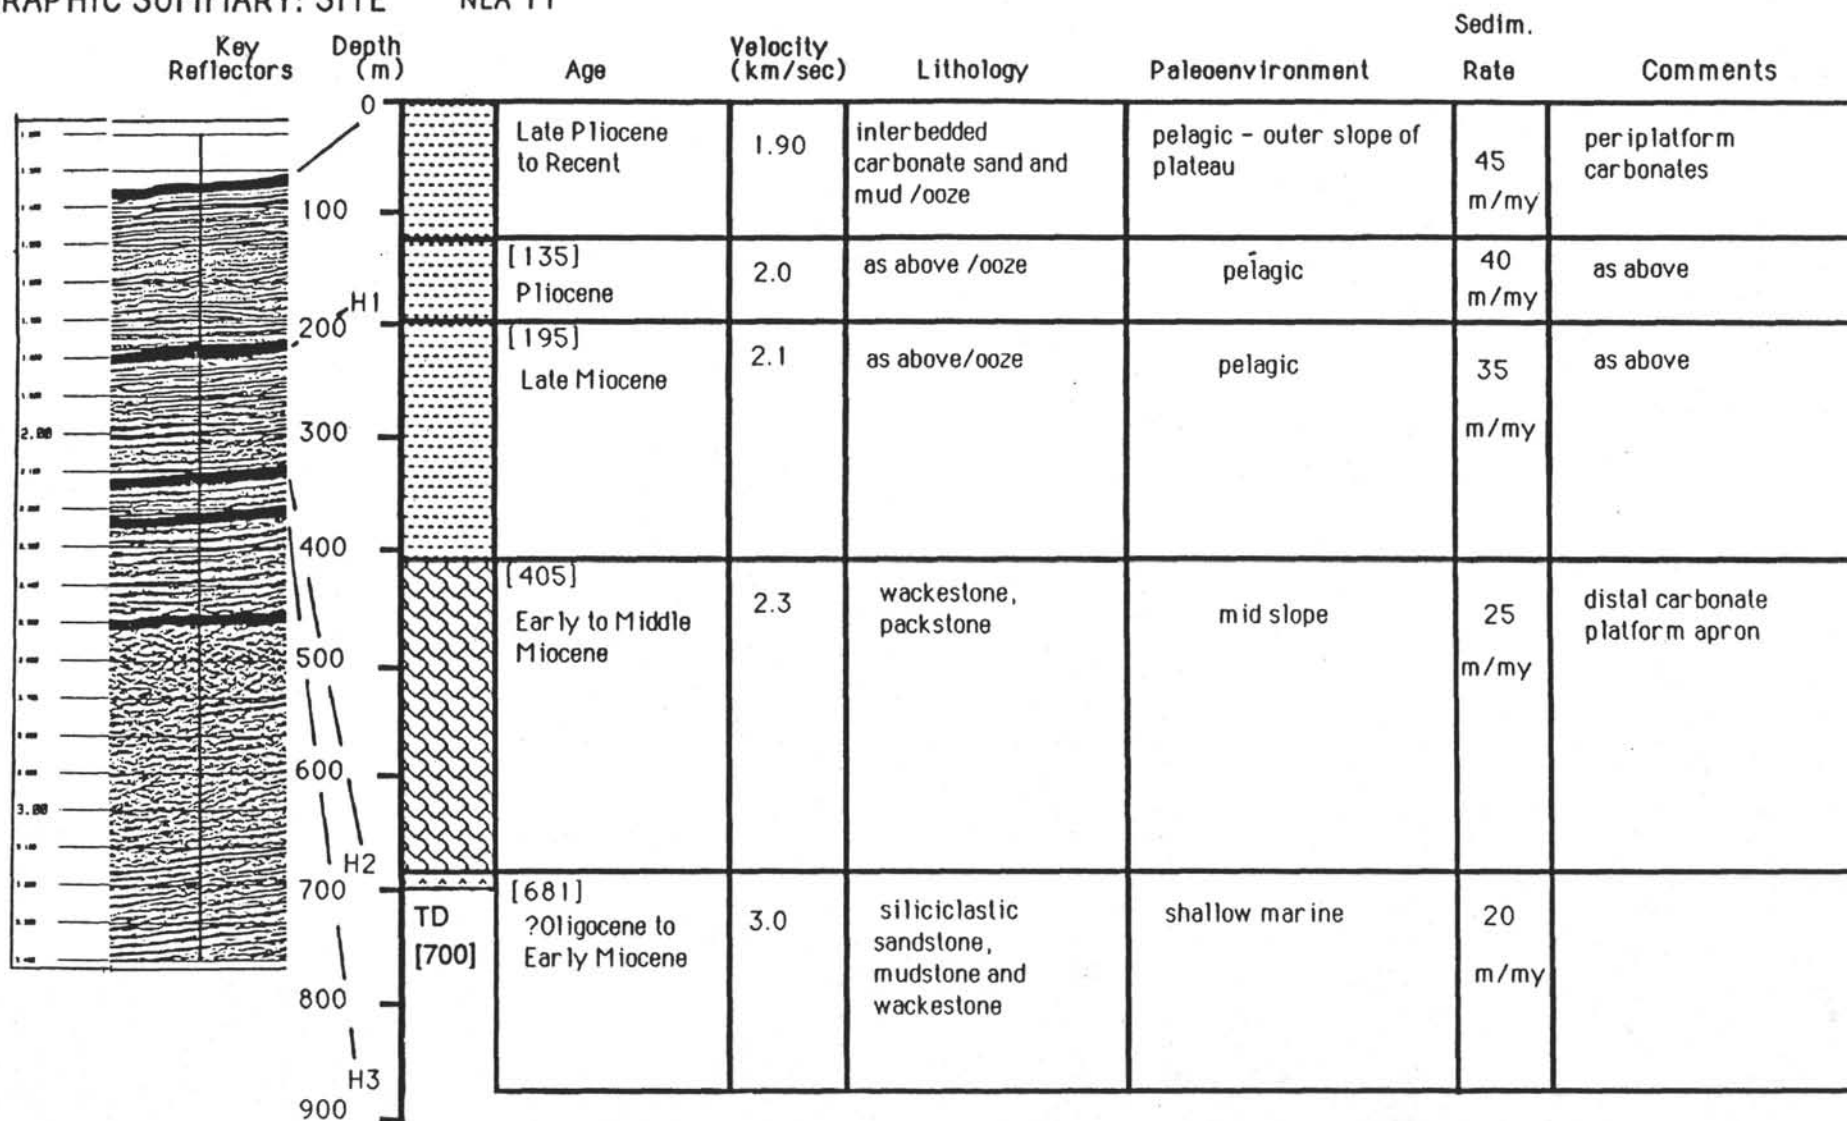 RAPHIC SUMMARY: SITE
Key Reflectors
Depth (m)
Age
Velocity (km/sec)
Lithology
Paleoenvironment
Sedim. Rate
Comments
0
100
200
300
400
500
600
700
800
900
H1
H2
H3
2.00
3.00
TD
[700]
Late Pliocene
to Recent
1.90
interbedded
carbonate sand and
mud /ooze
pelagic - outer slope of
plateau
45
m/my
periplatform
carbonates
[135]
Pliocene
2.0
as above /ooze
pelagic
40
m/my
as above
[195]
Late Miocene
2.1
as above/ooze
pelagic
35
m/my
as above
[405]
Early to Middle
Miocene
2.3
wackestone,
packstone
mid slope
25
m/my
distal carbonate
platform apron
[681]
?Oligocene to
Early Miocene
3.0
siliciclastic
sandstone,
mudstone and
wackestone
shallow marine
20
m/my